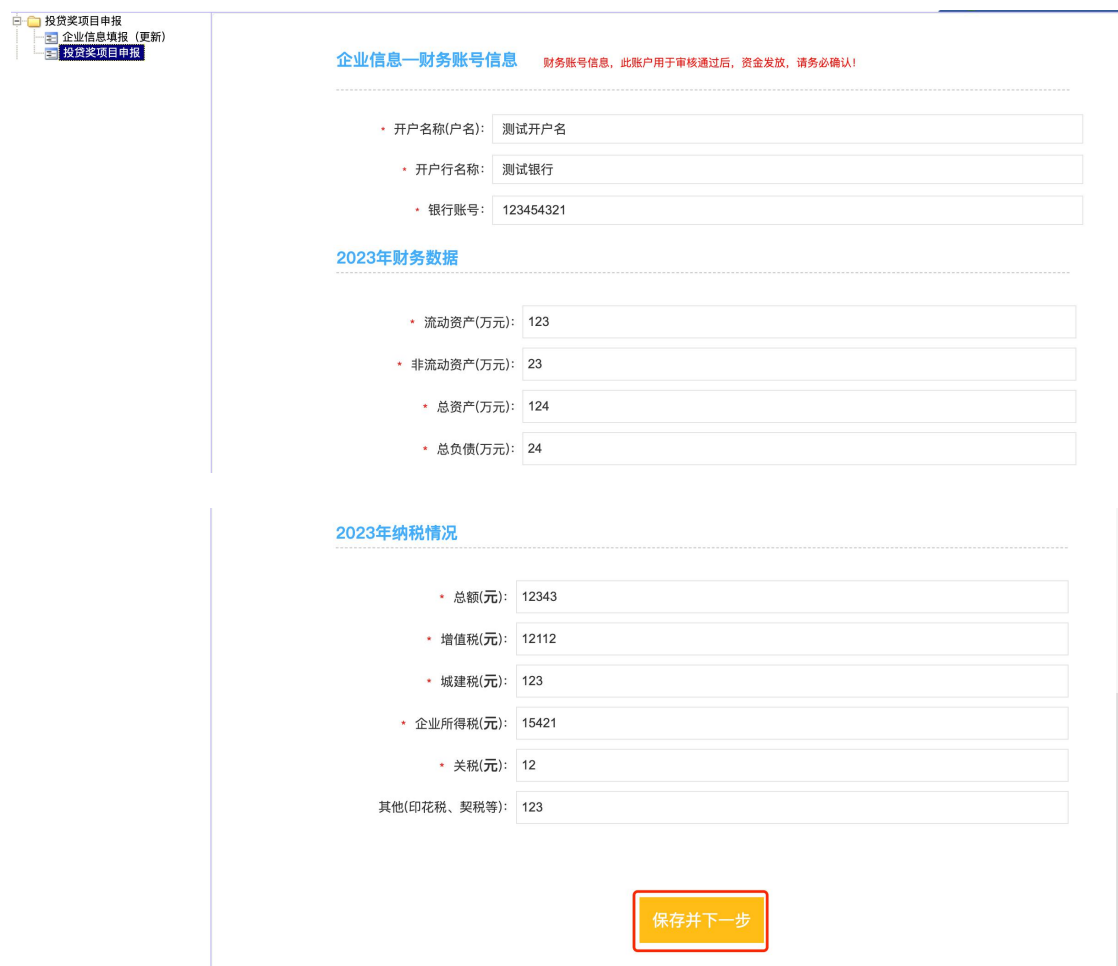 投贷奖项目申报
企业信息填报（更新）
投贷奖项目申报
企业信息—财务账号信息 财务账号信息，此账户用于审核通过后，资金发放，请务必确认！
* 开户名称(户名)： 测试开户名
* 开户行名称： 测试银行
* 银行账号： 123454321
2023年财务数据
* 流动资产(万元)： 123
* 非流动资产(万元)： 23
* 总资产(万元)： 124
* 总负债(万元)： 24
2023年纳税情况
* 总额(元)： 12343
* 增值税(元)： 12112
* 城建税(元)： 123
* 企业所得税(元)： 15421
* 关税(元)： 12
其他(印花税、契税等)： 123
保存并下一步